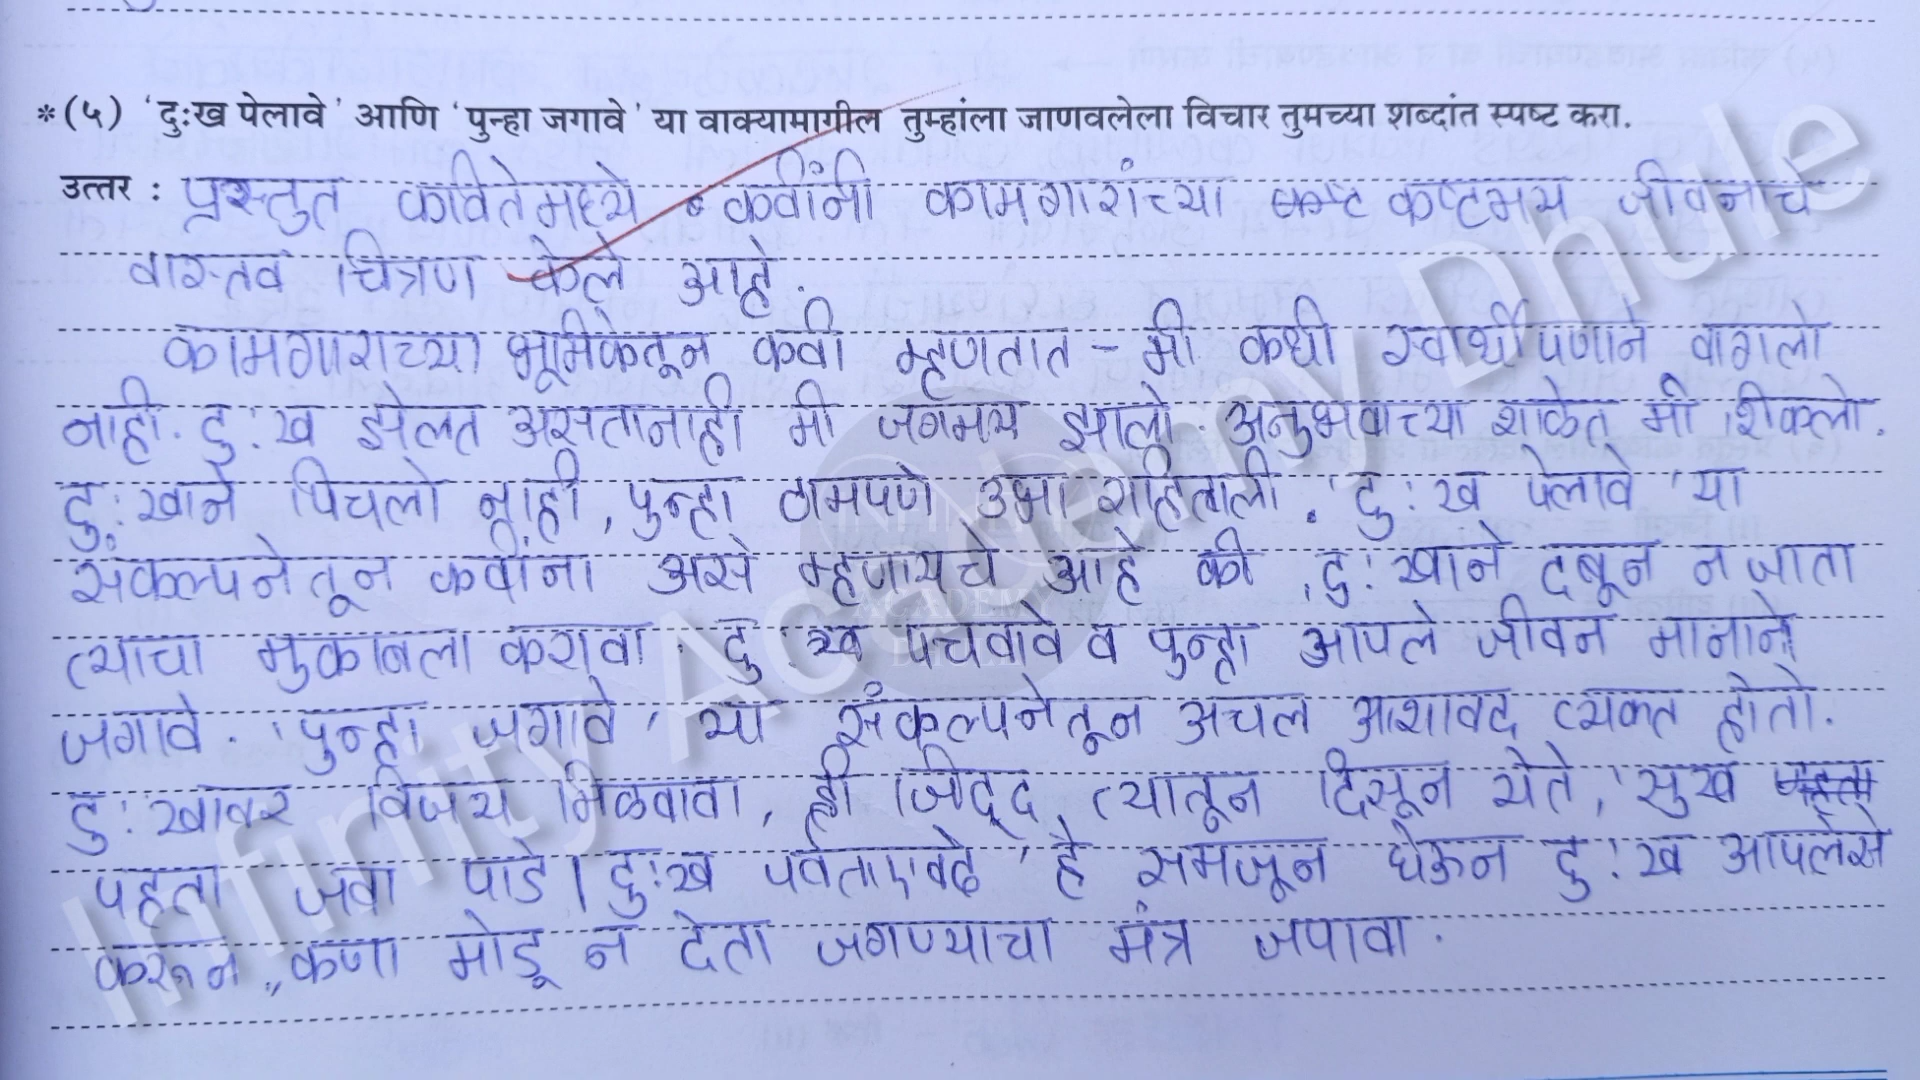 *(५) 'दुःख पेलावे' आणि 'पुन्हा जगावे' या वाक्यामागील तुम्हांला जाणवलेला विचार तुमच्या शब्दांत स्पष्ट करा.
उत्तर : प्रस्तुत कवितेमध्ये कवींनी कामगारांच्या कष्टमय जीवनाचे
वास्तव चित्रण केले आहे.
कामगाराच्या भूमिकेतून कवी म्हणतात - मी कधी स्वार्थीपणाने वागलो
नाही. दुःख झेलत असतानाही मी जगमय झालो. अनुभवाच्या शाळेत मी शिकलो.
दुःखाने पिचलो नाही, पुन्हा ठामपणे उभा राहिलो. 'दुःख पेलावे' या
संकल्पनेतून कवींना असे म्हणायचे आहे की, दुःखाने दबून न जाता
त्याचा मुकाबला करावा. दुःख पचवावे व पुन्हा आपले जीवन मानाने
जगावे. 'पुन्हा जगावे' या संकल्पनेतून अचल आशावाद व्यक्त होतो.
दुःखावर विजय मिळवावा, ही जिद्द त्यातून दिसून येते, 'सुख
पहता जवा पाडे। दुःख पर्वताएवढे' हे समजून घेऊन दुःख आपलेसे
करून, कणा मोडू न देता जगण्याचा मंत्र जपावा.
Infinity Academy Dhule